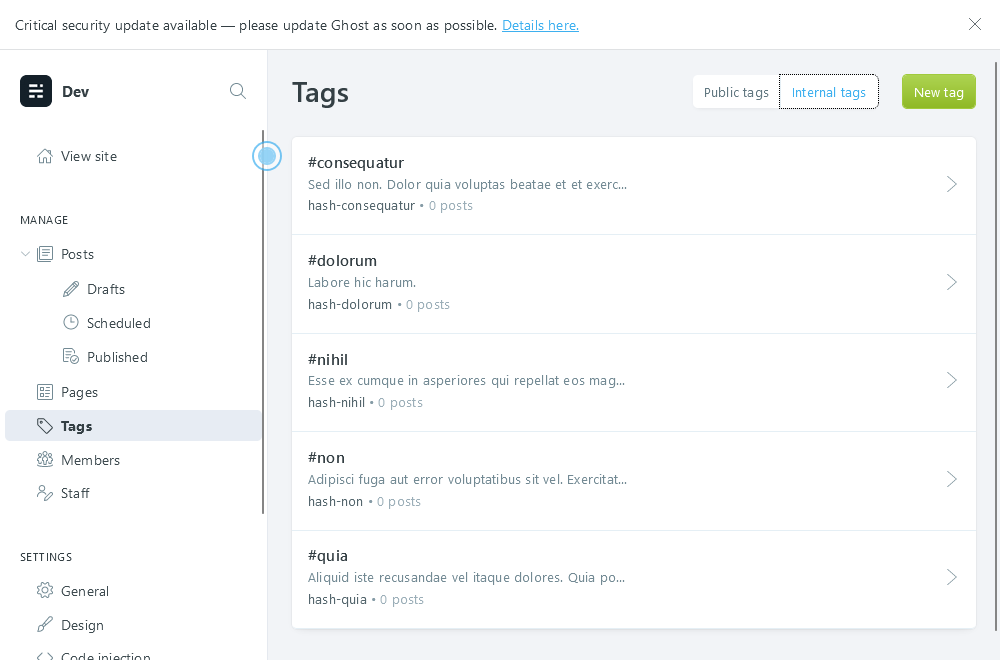 Critical security update available — please update Ghost as soon as possible. Details here.
Dev
View site
MANAGE
Posts
Drafts
Scheduled
Published
Pages
Tags
Members
Staff
SETTINGS
General
Design
Code injection
Tags
Public tags
Internal tags
New tag
#consequatur
Sed illo non. Dolor quia voluptas beatae et et exerc...
hash-consequatur • 0 posts
#dolorum
Labore hic harum.
hash-dolorum • 0 posts
#nihil
Esse ex cumque in asperiores qui repellat eos mag...
hash-nihil • 0 posts
#non
Adipisci fuga aut error voluptatibus sit vel. Exercitat...
hash-non • 0 posts
#quia
Aliquid iste recusandae vel itaque dolores. Quia po...
hash-quia • 0 posts